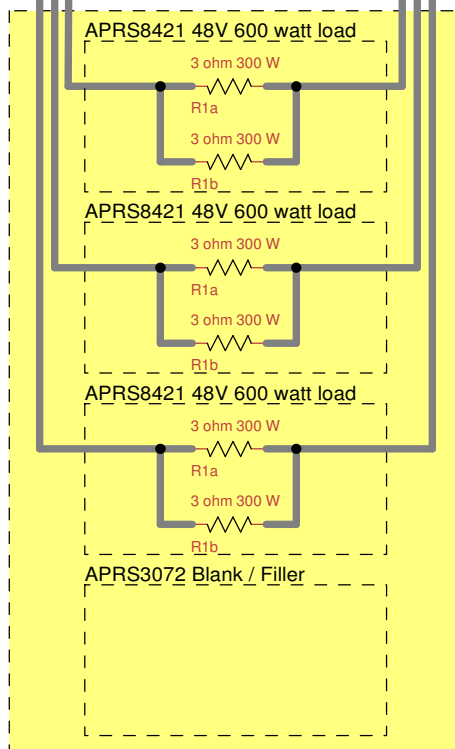 APRS8421 48V 600 watt load
3 ohm 300 W
R1a
3 ohm 300 W
R1b
APRS8421 48V 600 watt load
3 ohm 300 W
R1a
3 ohm 300 W
R1b
APRS8421 48V 600 watt load
3 ohm 300 W
R1a
3 ohm 300 W
R1b
APRS3072 Blank / Filler